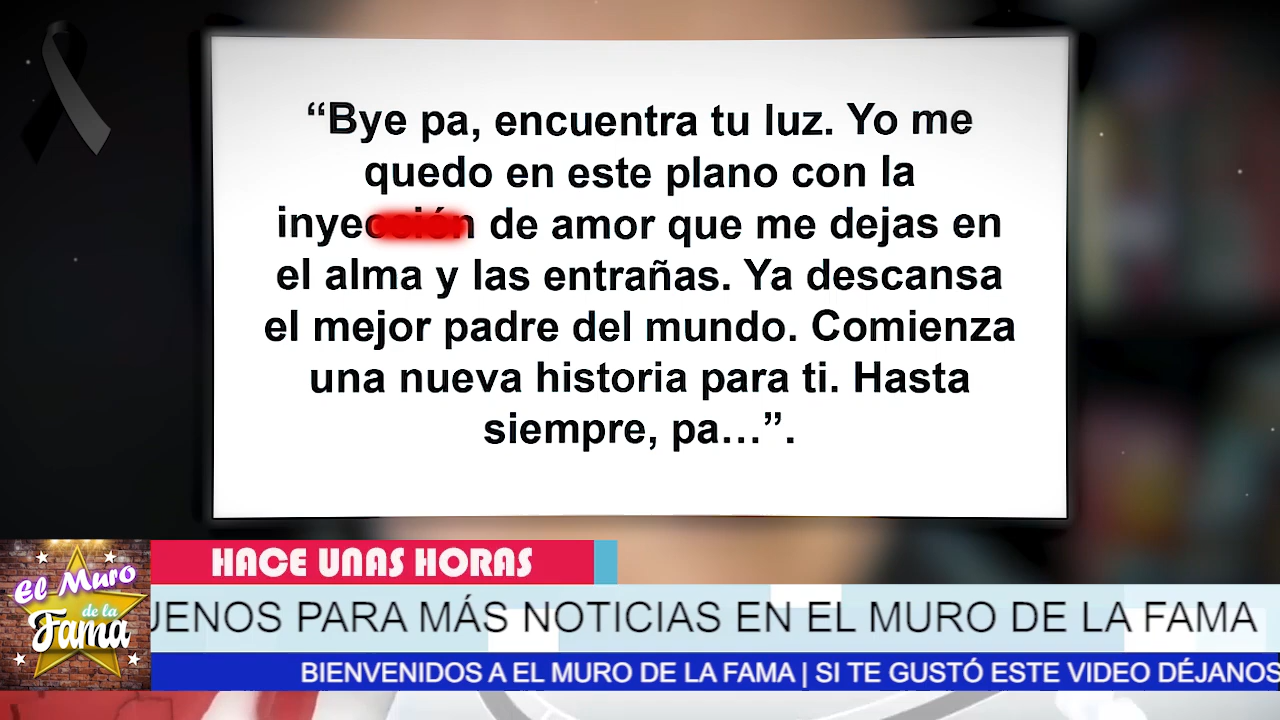 “Bye pa, encuentra tu luz. Yo me
quedo en este plano con la
inyección de amor que me dejas en
el alma y las entrañas. Ya descansa
el mejor padre del mundo. Comienza
una nueva historia para ti. Hasta
siempre, pa…”.
El Muro
de la
Fama
HACE UNAS HORAS
UENOS PARA MÁS NOTICIAS EN EL MURO DE LA FAMA
BIENVENIDOS A EL MURO DE LA FAMA | SI TE GUSTÓ ESTE VIDEO DÉJANOS